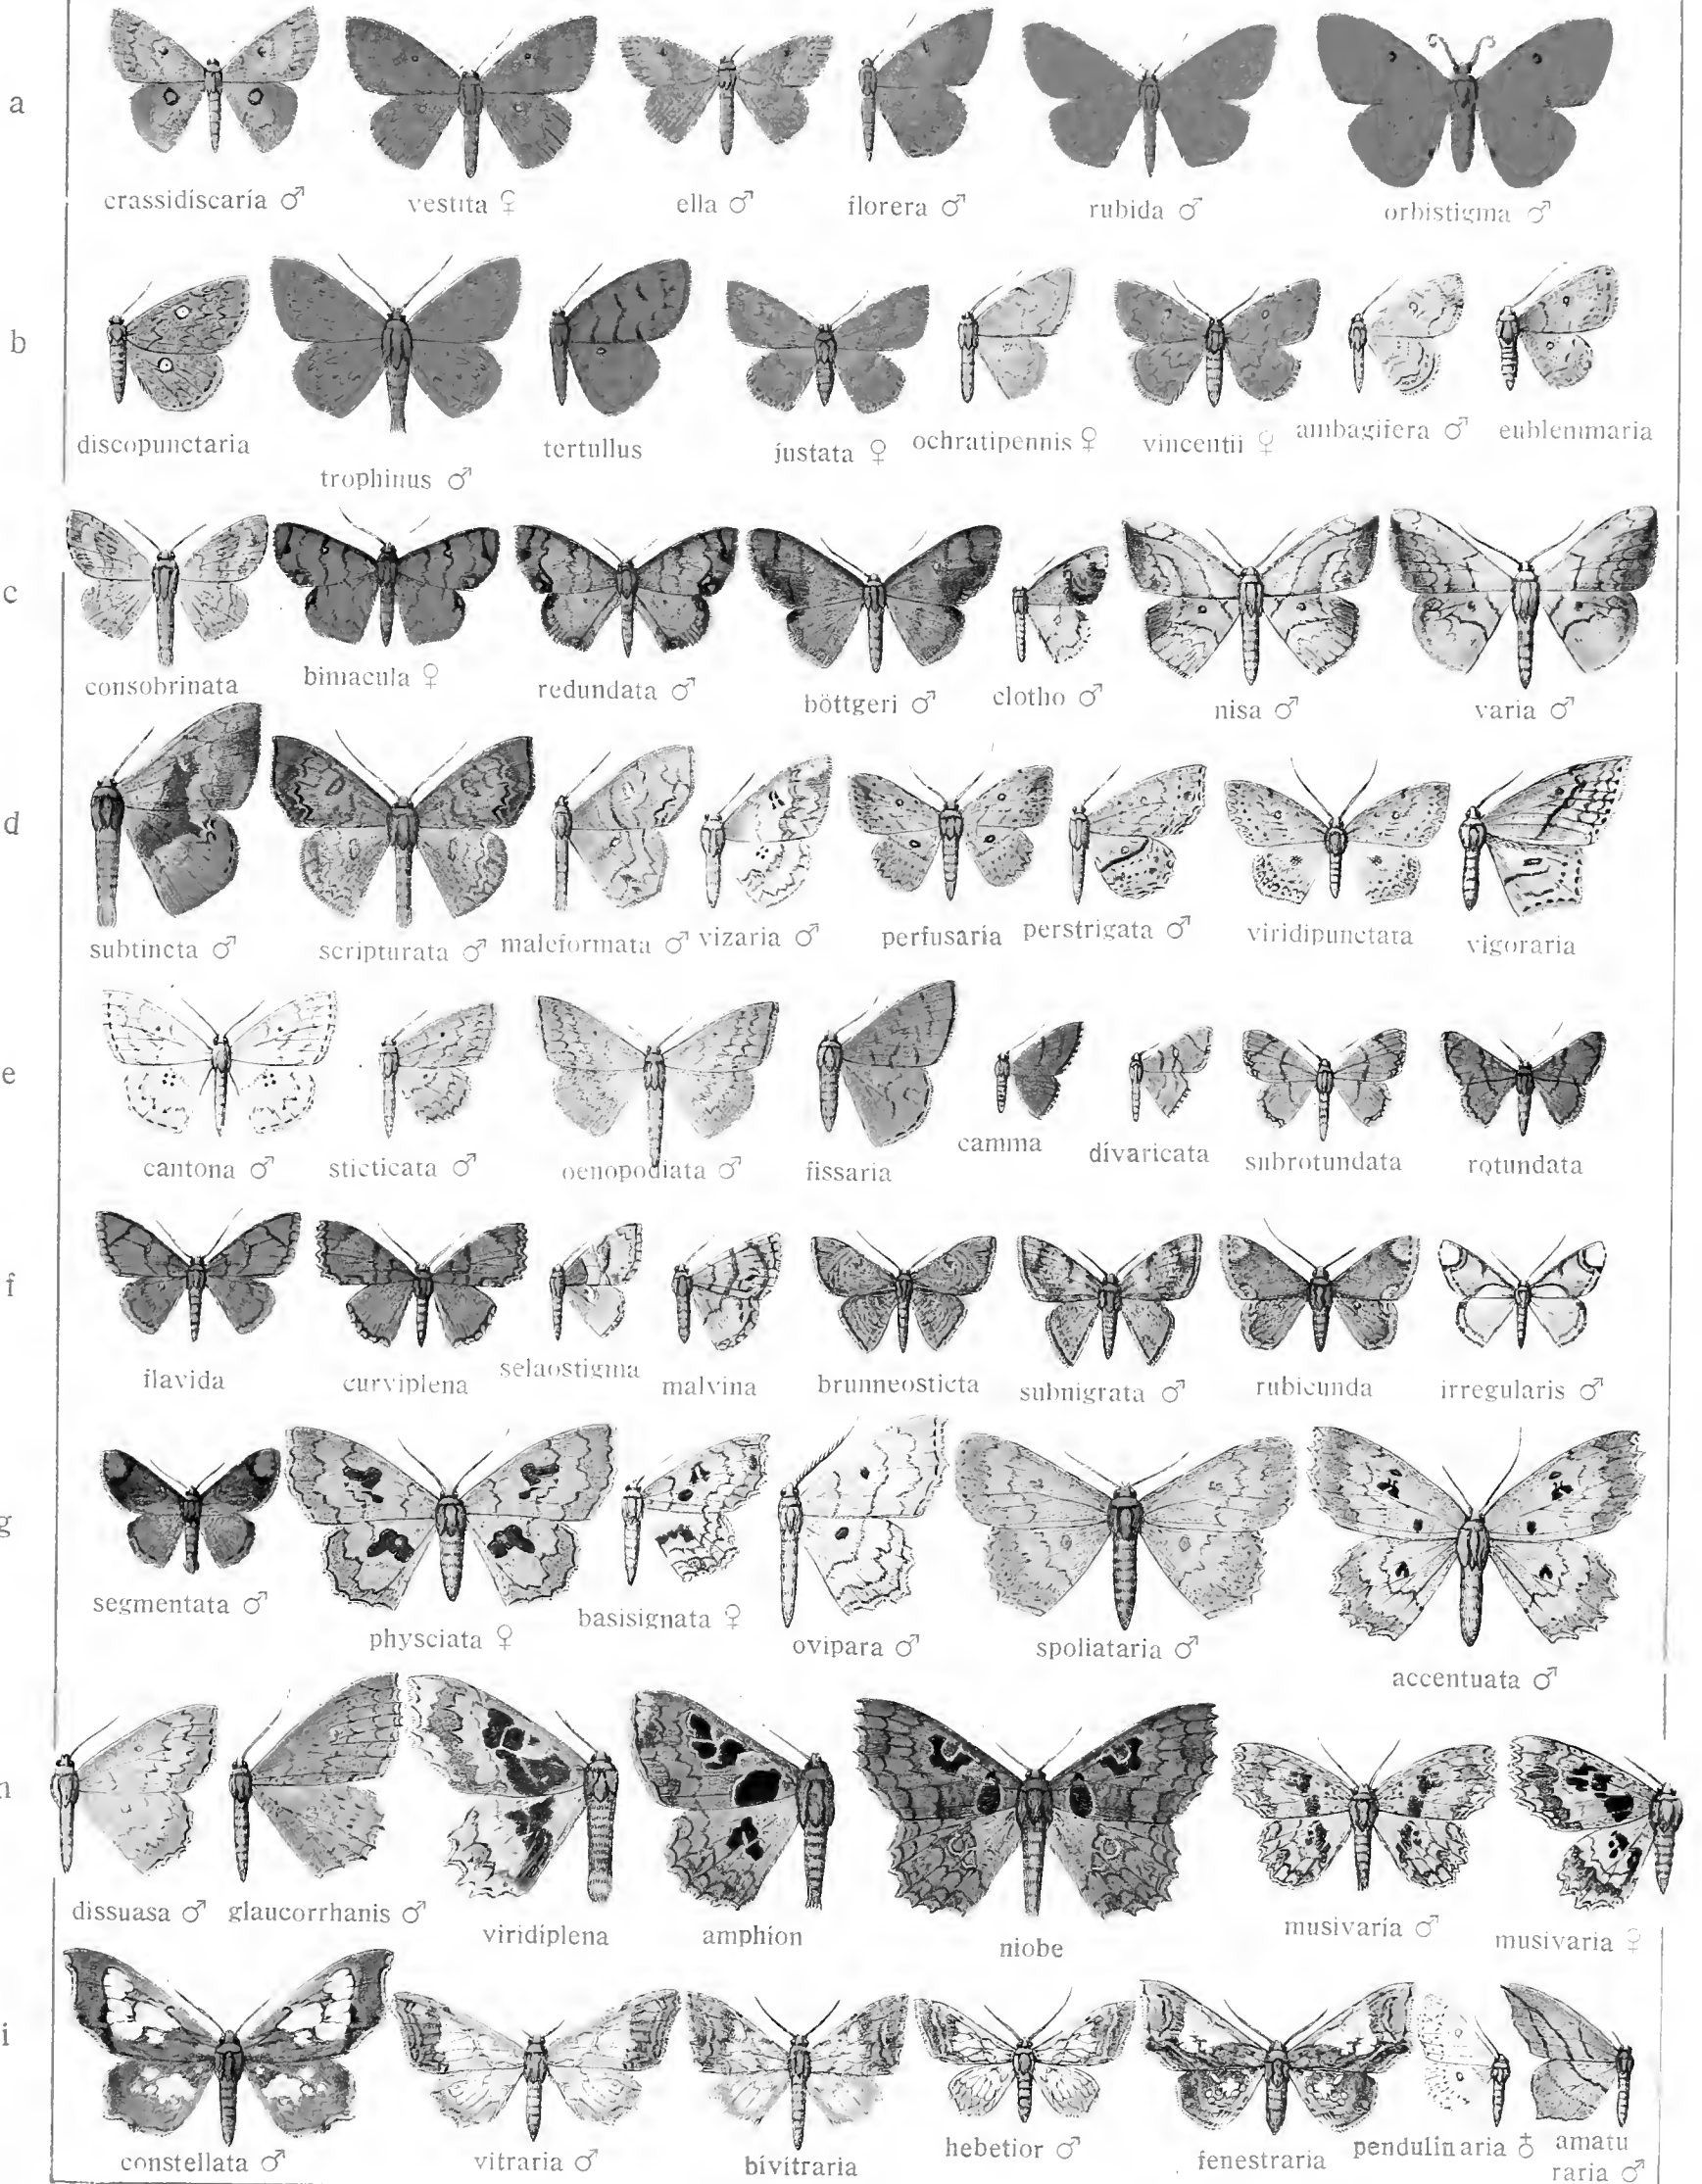 a
crassidiscaria ♂ vestita ♀ ella ♂ florera ♂ rubida ♂ orbistigma ♂
b
discopunctaria trophinus ♂ tertullus justata ♀ ochratipennis ♀ vincentii ♀ ambagifera ♂ eublemmaria
c
consobrinata bimacula ♀ redundata ♂ böttgeri ♂ clotho ♂ nisa ♂ varia ♂
d
subtincta ♂ scripturata ♂ maleformata ♂ vizaria ♂ perfusaria perstrigata ♂ viridipunctata vigoraria
e
cantona ♂ sticticata ♂ oenopodiata ♂ fissaria camma divaricata subrotundata rotundata
f
flavida curviplena selaostigma malvina brunneosticta subnigrata ♂ rubicunda irregularis ♂
g
segmentata ♂ physciata ♀ basisignata ♀ ovipara ♂ spoliataria ♂ accentuata ♂
h
dissuasa ♂ glaucorrhanis ♂ viridiplena amphion niobe musivaria ♂ musivaria ♀
i
constellata ♂ vitraria ♂ bivitraria hebetior ♂ fenestraria pendulinaria ♂ amatu
raria ♂